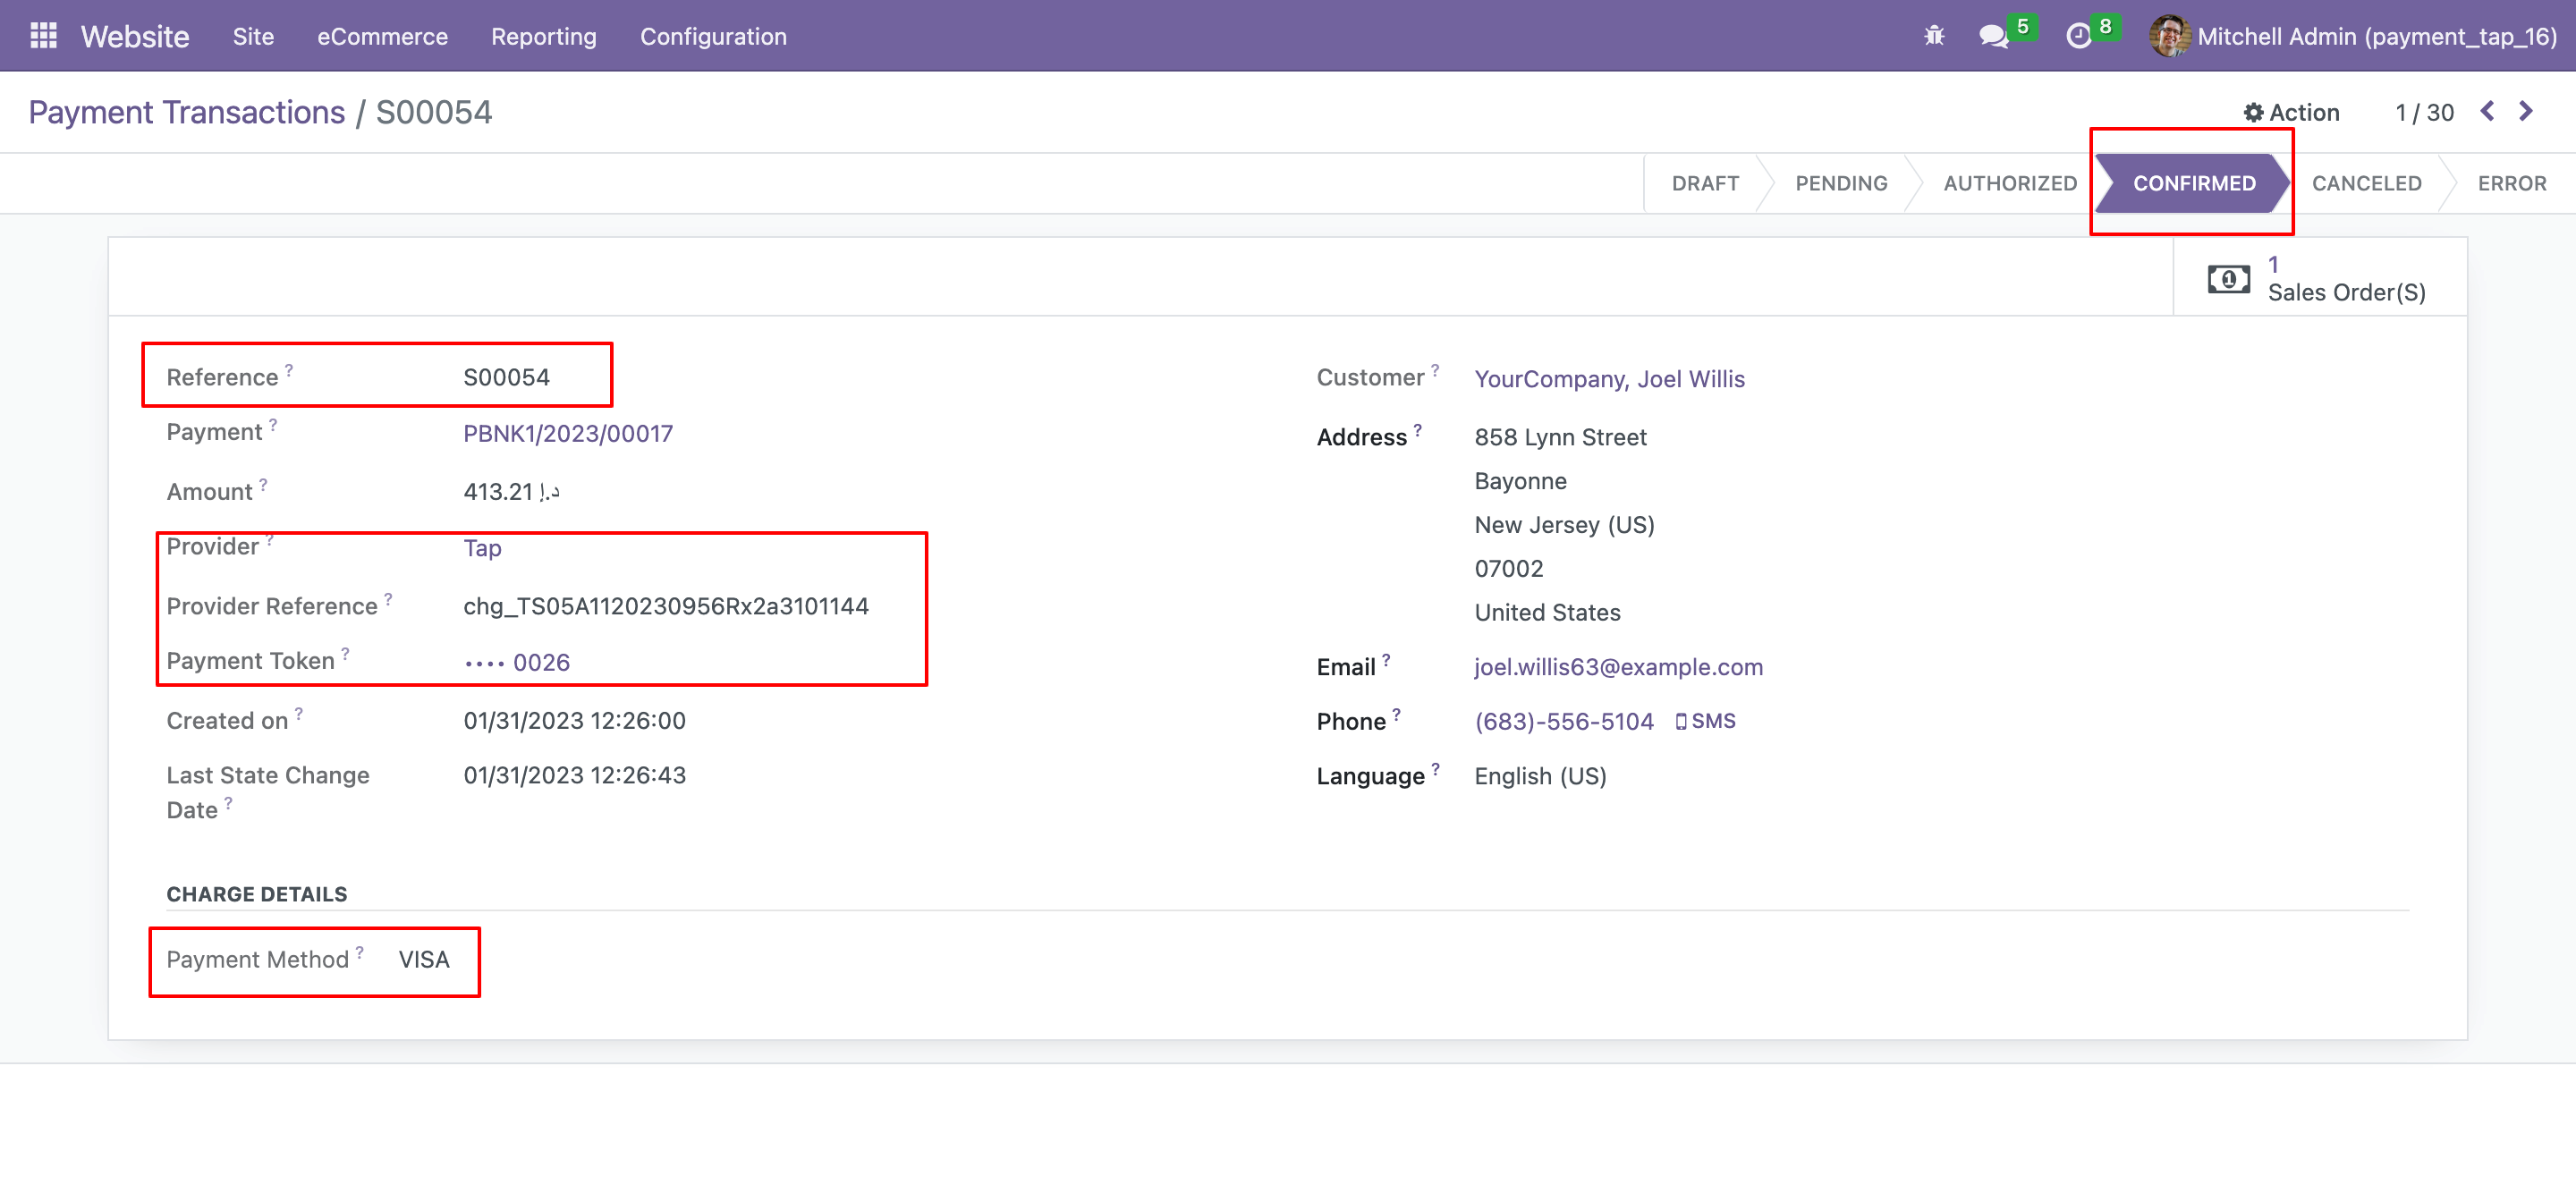 Website Site eCommerce Reporting Configuration 5 8 Mitchell Admin (payment_tap_16)
Payment Transactions / S00054 Action 1 / 30
DRAFT PENDING AUTHORIZED CONFIRMED CANCELED ERROR
1
Sales Order(S)
Reference ? S00054
Payment ? PBNK1/2023/00017
Amount ? 413.21 د.إ
Provider ? Tap
Provider Reference ? chg_TS05A1120230956Rx2a3101144
Payment Token ? •••• 0026
Created on ? 01/31/2023 12:26:00
Last State Change 01/31/2023 12:26:43
Date ?
Customer ? YourCompany, Joel Willis
Address ? 858 Lynn Street
Bayonne
New Jersey (US)
07002
United States
Email ? joel.willis63@example.com
Phone ? (683)-556-5104 SMS
Language ? English (US)
CHARGE DETAILS
Payment Method ? VISA